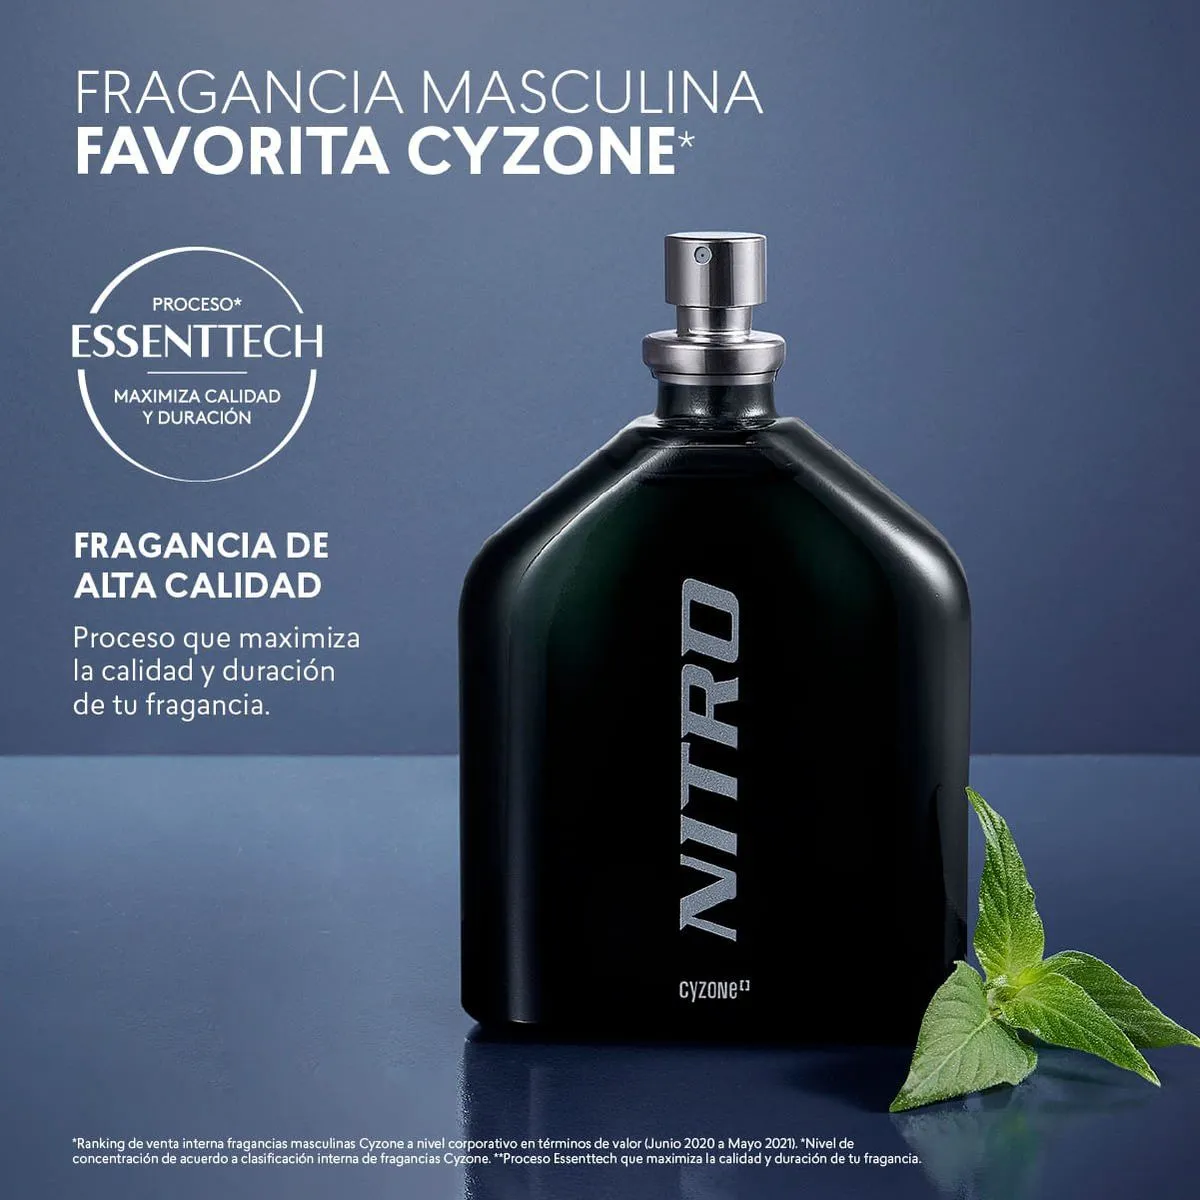 FRAGANCIA MASCULINA
FAVORITA CYZONE*
PROCESO*
ESSENTTECH
MAXIMIZA CALIDAD
Y DURACIÓN
FRAGANCIA DE
ALTA CALIDAD
Proceso que maximiza
la calidad y duración
de tu fragancia.
NITRO
cyzone[]
*Ranking de venta interna fragancias masculinas Cyzone a nivel corporativo en términos de valor (Junio 2020 a Mayo 2021). *Nivel de
concentración de acuerdo a clasificación interna de fragancias Cyzone. **Proceso Essenttech que maximiza la calidad y duración de tu fragancia.